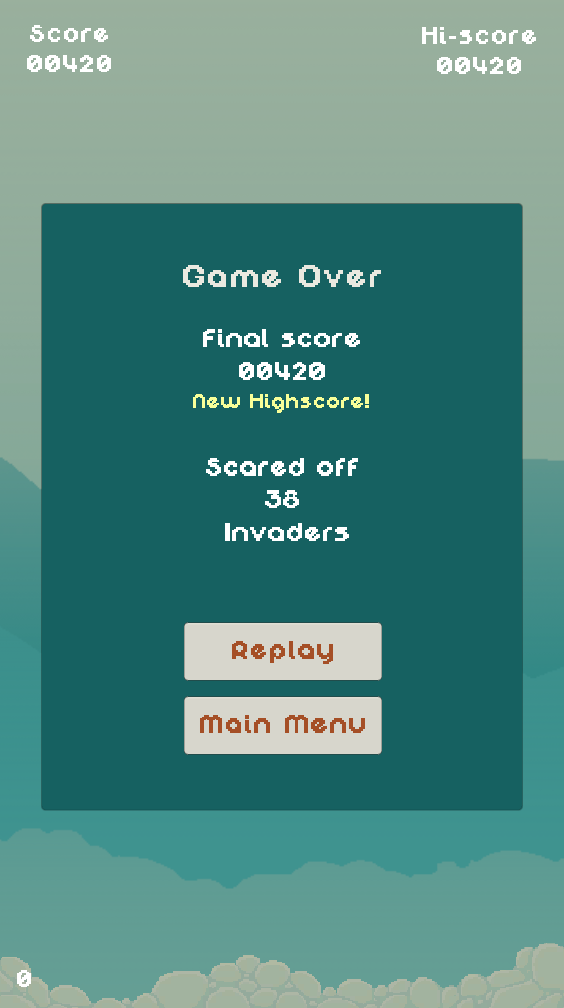 Score
00420
Hi-score
00420
Game Over
Final score
00420
New Highscore!
Scared off
38
Invaders
Replay
Main Menu
0